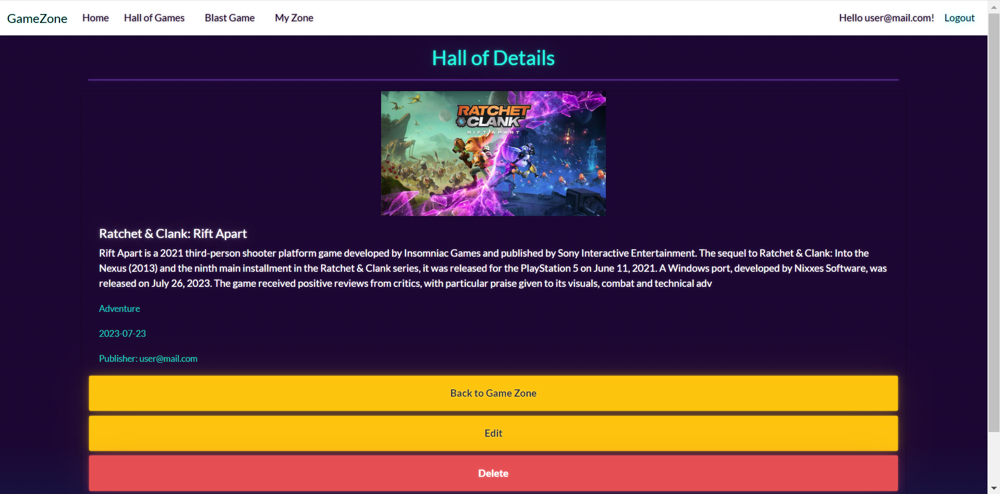 GameZone Home Hall of Games Blast Game My Zone Hello user@mail.com! Logout
Hall of Details
RATCHET
CLANK
RIFT APART
Ratchet & Clank: Rift Apart
Rift Apart is a 2021 third-person shooter platform game developed by Insomniac Games and published by Sony Interactive Entertainment. The sequel to Ratchet & Clank: Into the
Nexus (2013) and the ninth main installment in the Ratchet & Clank series, it was released for the PlayStation 5 on June 11, 2021. A Windows port, developed by Nixxes Software, was
released on July 26, 2023. The game received positive reviews from critics, with particular praise given to its visuals, combat and technical adv
Adventure
2023-07-23
Publisher: user@mail.com
Back to Game Zone
Edit
Delete